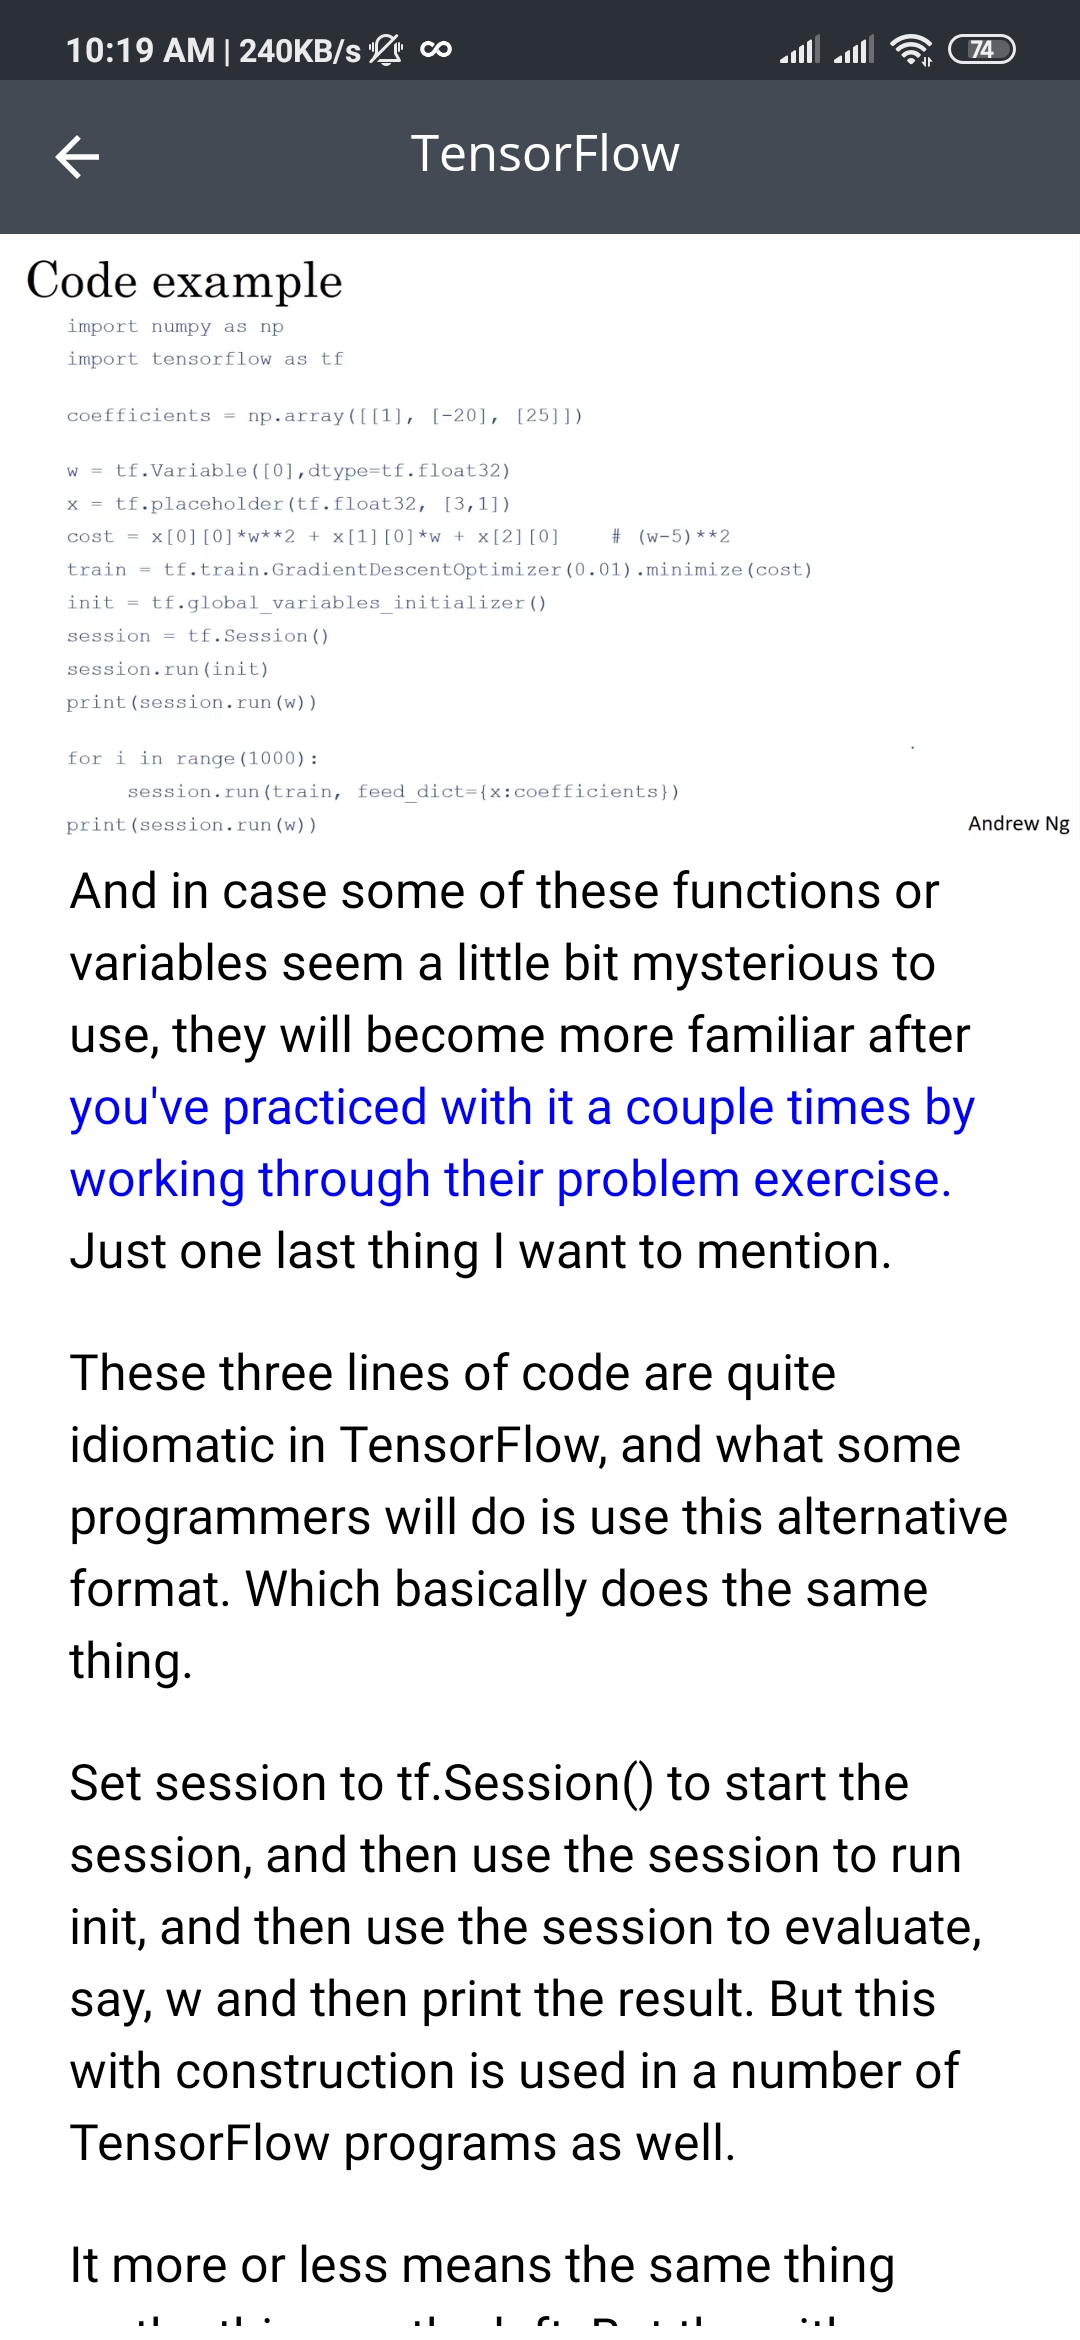 10:19 AM | 240KB/s
74
TensorFlow
Code example
import numpy as np
import tensorflow as tf
coefficients = np.array([[1], [-20], [25]])
w = tf.Variable([0],dtype=tf.float32)
x = tf.placeholder(tf.float32, [3,1])
cost = x[0][0]*w**2 + x[1][0]*w + x[2][0]    # (w-5)**2
train = tf.train.GradientDescentOptimizer(0.01).minimize(cost)
init = tf.global_variables_initializer()
session = tf.Session()
session.run(init)
print(session.run(w))
for i in range(1000):
session.run(train, feed_dict={x:coefficients})
print(session.run(w))
Andrew Ng
And in case some of these functions or
variables seem a little bit mysterious to
use, they will become more familiar after
you've practiced with it a couple times by
working through their problem exercise.
Just one last thing I want to mention.
These three lines of code are quite
idiomatic in TensorFlow, and what some
programmers will do is use this alternative
format. Which basically does the same
thing.
Set session to tf.Session() to start the
session, and then use the session to run
init, and then use the session to evaluate,
say, w and then print the result. But this
with construction is used in a number of
TensorFlow programs as well.
It more or less means the same thing